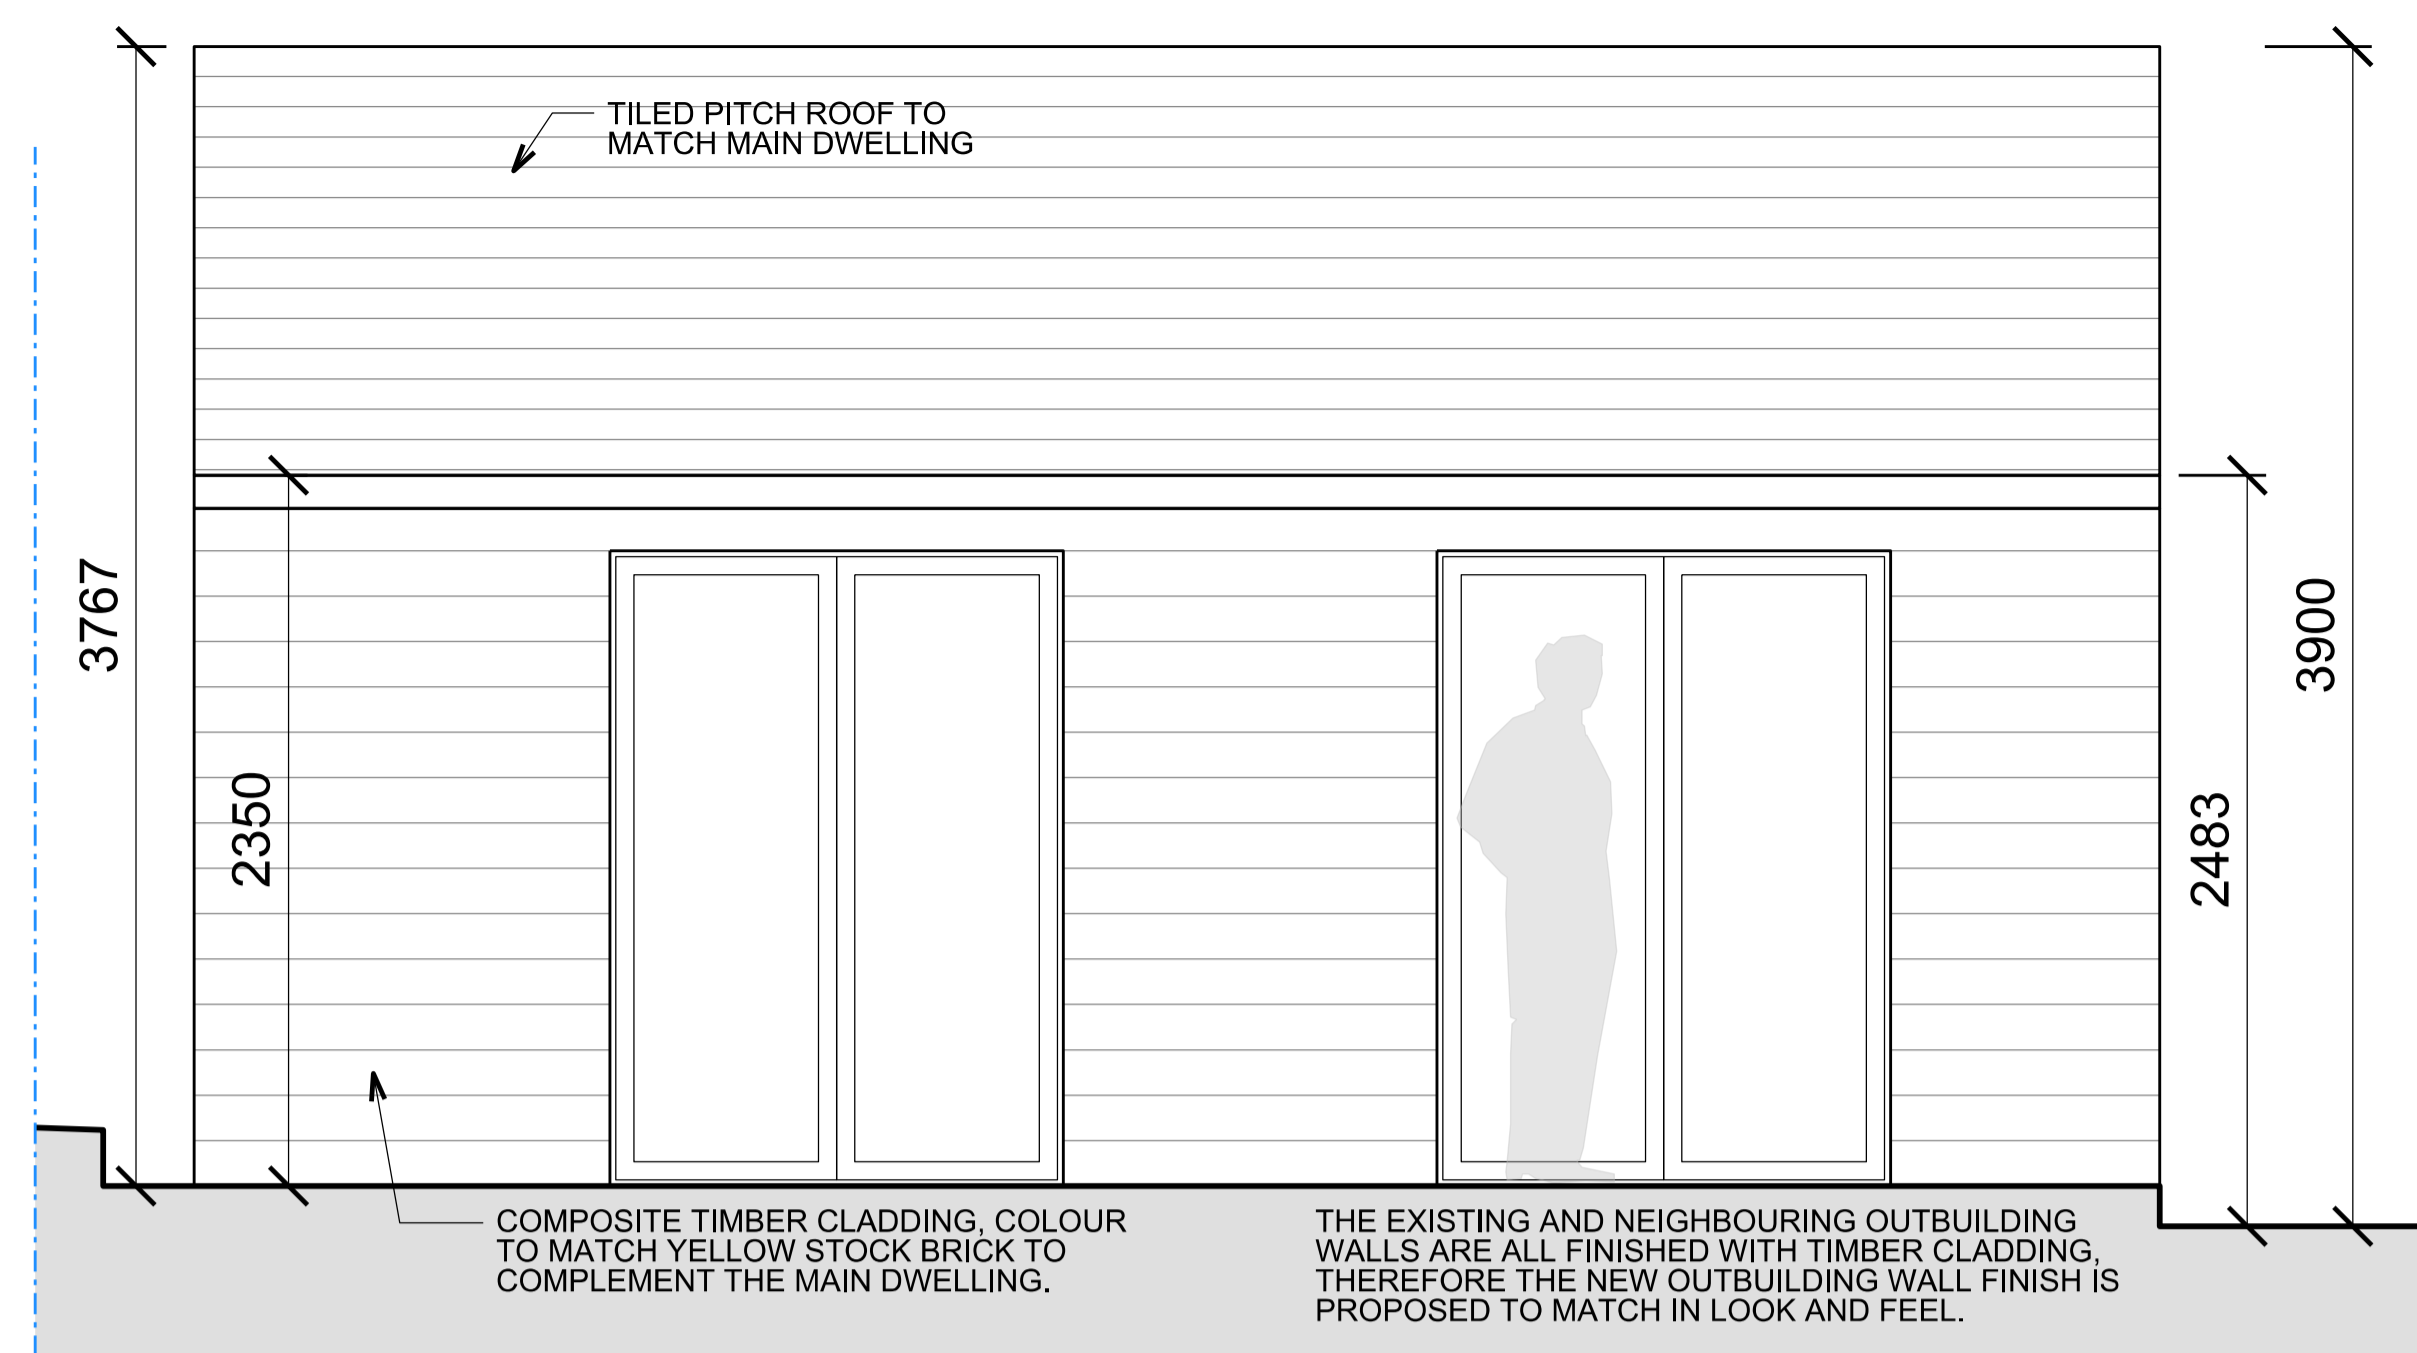 TILED PITCH ROOF TO
MATCH MAIN DWELLING
3767
2350
2483
3900
COMPOSITE TIMBER CLADDING, COLOUR
TO MATCH YELLOW STOCK BRICK TO
COMPLEMENT THE MAIN DWELLING.
THE EXISTING AND NEIGHBOURING OUTBUILDING
WALLS ARE ALL FINISHED WITH TIMBER CLADDING,
THEREFORE THE NEW OUTBUILDING WALL FINISH IS
PROPOSED TO MATCH IN LOOK AND FEEL.